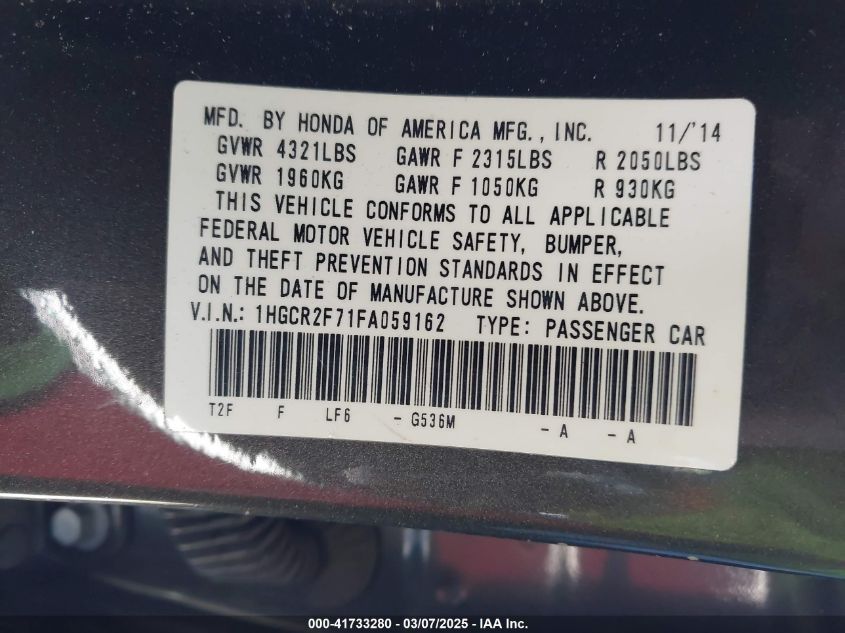 MFD. BY HONDA OF AMERICA MFG., INC. 11/'14
GVWR 4321LBS GAWR F 2315LBS R 2050LBS
GVWR 1960KG GAWR F 1050KG R 930KG
THIS VEHICLE CONFORMS TO ALL APPLICABLE
FEDERAL MOTOR VEHICLE SAFETY, BUMPER,
AND THEFT PREVENTION STANDARDS IN EFFECT
ON THE DATE OF MANUFACTURE SHOWN ABOVE.
V.I.N.: 1HGCR2F71FA059162 TYPE: PASSENGER CAR
T2F F LF6 - G536M - A - A
000-41733280 - 03/07/2025 - IAA Inc.